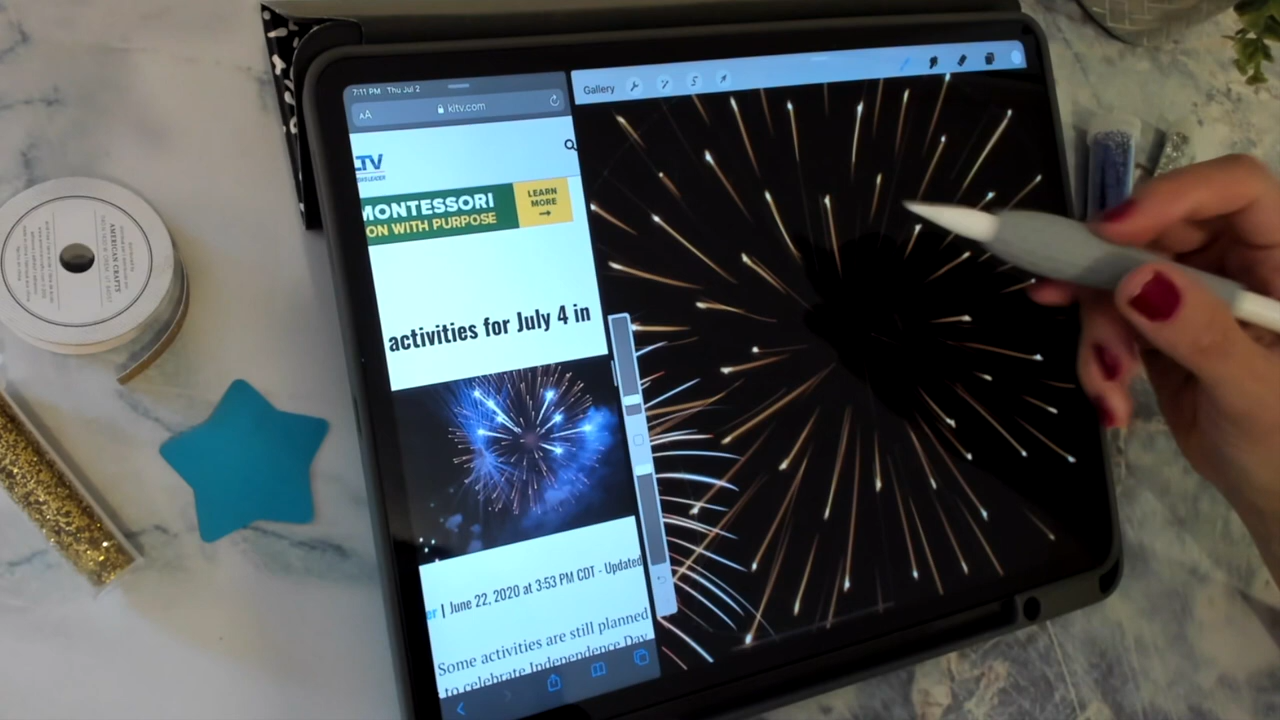 7:11 PM Thu Jul 2
AA
kltv.com
LTV
MONTESSORI
ON WITH PURPOSE
LEARN
MORE
activities for July 4 in
er | June 22, 2020 at 3:53 PM CDT - Updated
Some activities are still planned
to celebrate Independence Day
Gallery
AMERICAN CRAFTS